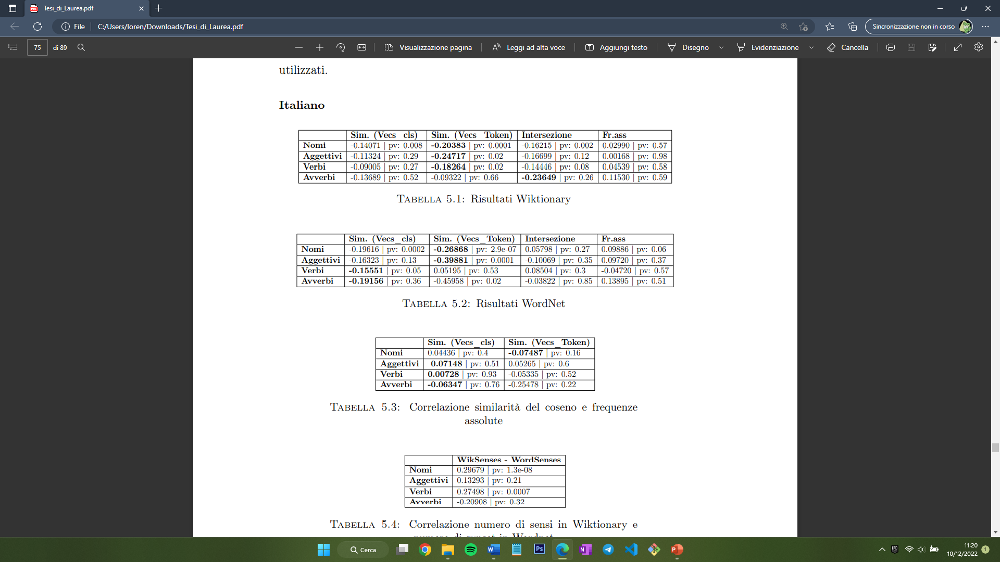 Tesi_di_Laurea.pdf
File C:/Users/loren/Downloads/Tesi_di_Laurea.pdf Sincronizzazione non in corso
75 di 89 Visualizzazione pagina Leggi ad alta voce Aggiungi testo Disegno Evidenziazione Cancella
utilizzati.
Italiano
Sim. (Vecs cls) Sim. (Vecs Token) Intersezione Fr.ass
Nomi -0.14071 | pv: 0.008 -0.20383 | pv: 0.0001 -0.16215 | pv: 0.002 0.02990 | pv: 0.57
Aggettivi -0.11324 | pv: 0.29 -0.24717 | pv: 0.02 -0.16699 | pv: 0.12 0.00168 | pv: 0.98
Verbi -0.09005 | pv: 0.27 -0.18264 | pv: 0.02 -0.14446 | pv: 0.08 0.04539 | pv: 0.58
Avverbi -0.13689 | pv: 0.52 -0.09322 | pv: 0.66 -0.23649 | pv: 0.26 0.11530 | pv: 0.59
Tabella 5.1: Risultati Wiktionary
Sim. (Vecs_cls) Sim. (Vecs_Token) Intersezione Fr.ass
Nomi -0.19616 | pv: 0.0002 -0.26868 | pv: 2.9e-07 0.05798 | pv: 0.27 0.09886 | pv: 0.06
Aggettivi -0.16323 | pv: 0.13 -0.39881 | pv: 0.0001 -0.10069 | pv: 0.35 0.09720 | pv: 0.37
Verbi -0.15551 | pv: 0.05 0.05195 | pv: 0.53 0.08504 | pv: 0.3 -0.04720 | pv: 0.57
Avverbi -0.19156 | pv: 0.36 -0.45958 | pv: 0.02 -0.03822 | pv: 0.85 0.13895 | pv: 0.51
Tabella 5.2: Risultati WordNet
Sim. (Vecs_cls) Sim. (Vecs_Token)
Nomi 0.04436 | pv: 0.4 -0.07487 | pv: 0.16
Aggettivi 0.07148 | pv: 0.51 0.05265 | pv: 0.6
Verbi 0.00728 | pv: 0.93 -0.05335 | pv: 0.52
Avverbi -0.06347 | pv: 0.76 -0.25478 | pv: 0.22
Tabella 5.3: Correlazione similarità del coseno e frequenze
assolute
WikSenses - WordSenses
Nomi 0.29679 | pv: 1.3e-08
Aggettivi 0.13293 | pv: 0.21
Verbi 0.27498 | pv: 0.0007
Avverbi -0.20908 | pv: 0.32
Tabella 5.4: Correlazione numero di sensi in Wiktionary e
Cerca
11:20
10/12/2022 1